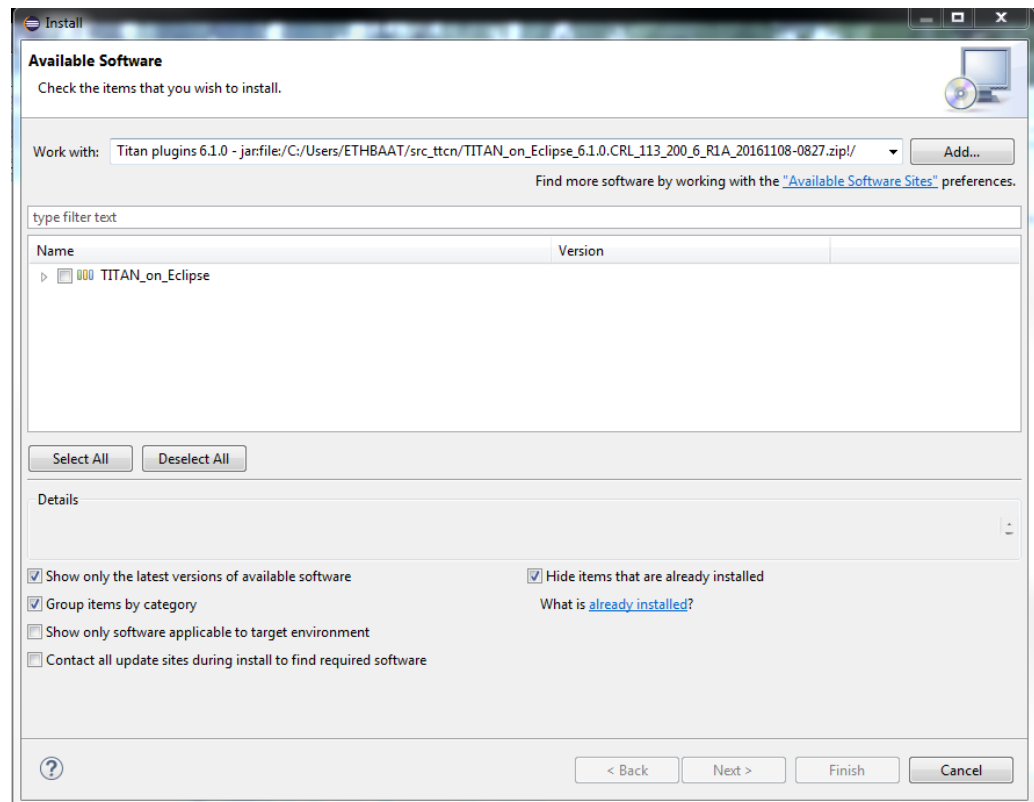 Install
Available Software
Check the items that you wish to install.
Work with: Titan plugins 6.1.0 - jar:file:/C:/Users/ETHBAAT/src_ttcn/TITAN_on_Eclipse_6.1.0.CRL_113_200_6_R1A_20161108-0827.zip!/ Add...
Find more software by working with the "Available Software Sites" preferences.
type filter text
Name Version
TITAN_on_Eclipse
Select All Deselect All
Details
Show only the latest versions of available software Hide items that are already installed
Group items by category What is already installed?
Show only software applicable to target environment
Contact all update sites during install to find required software
? < Back Next > Finish Cancel